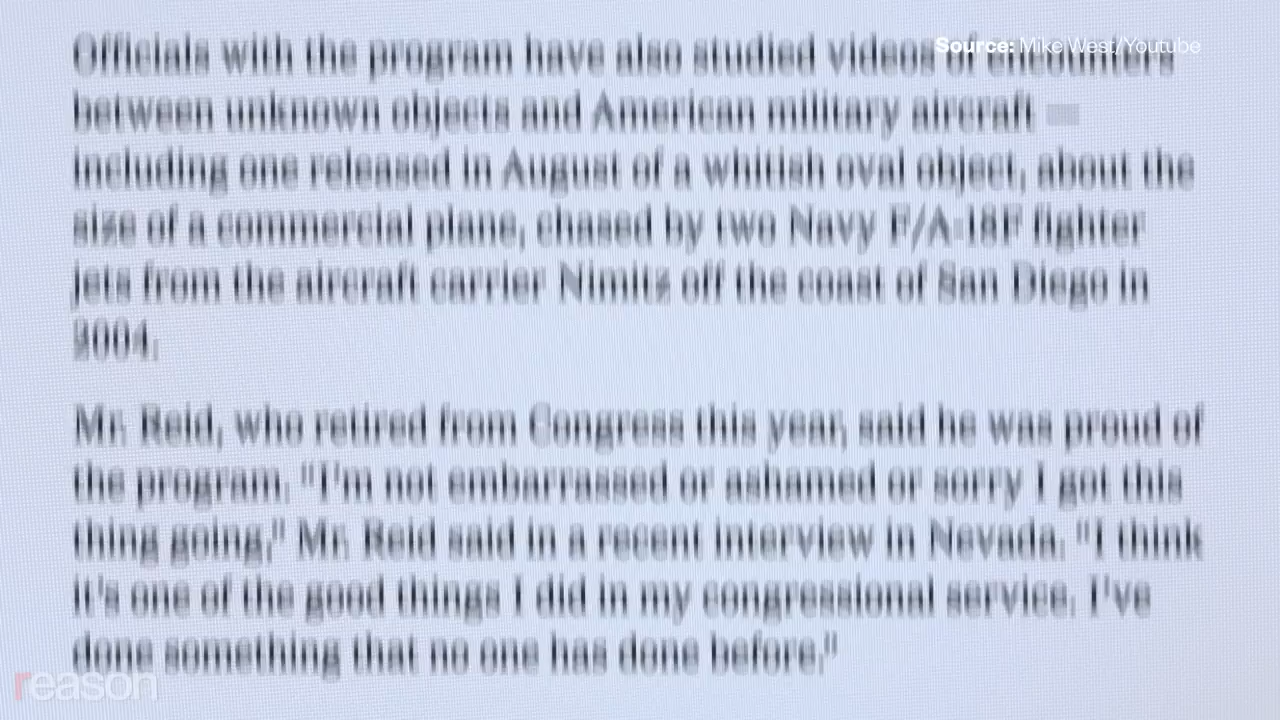 Source: Mike West/Youtube
Officials with the program have also studied videos of encounters
between unknown objects and American military aircraft —
including one released in August of a whitish oval object, about the
size of a commercial plane, chased by two Navy F/A-18F fighter
jets from the aircraft carrier Nimitz off the coast of San Diego in
2004.
Mr. Reid, who retired from Congress this year, said he was proud of
the program. "I'm not embarrassed or ashamed or sorry I got this
thing going," Mr. Reid said in a recent interview in Nevada. "I think
it's one of the good things I did in my congressional service. I've
done something that no one has done before."
reason